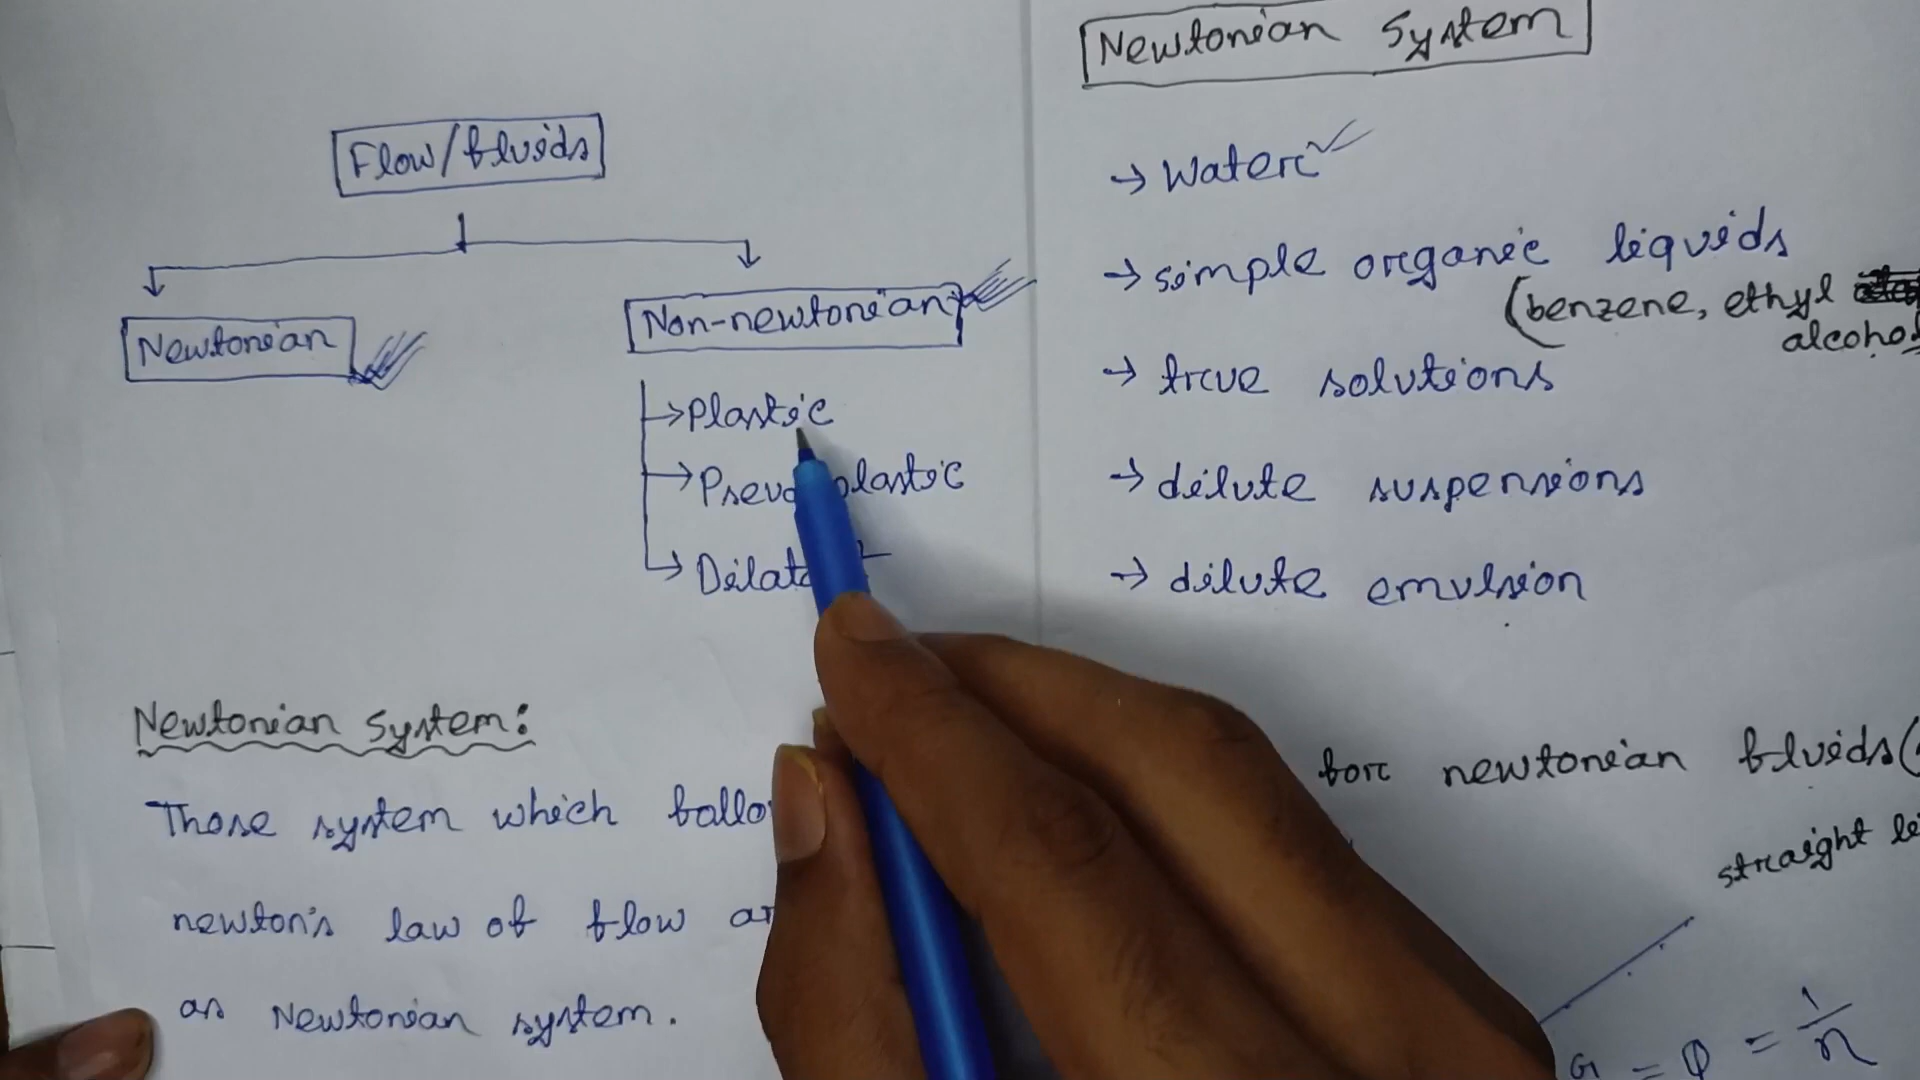 Flow/fluids
Newtonian
Non-newtonian
→Plastic
→
→
Newtonian System:
Those system which
newton's law of flow
as Newtonian system.
Newtonian System
→ Water
→ simple organic liquids
(benzene, ethyl
alcohol
→ true solutions
→ dilute suspensions
→ dilute emulsion
for newtonian fluids(
straight
G = Φ = 1/η